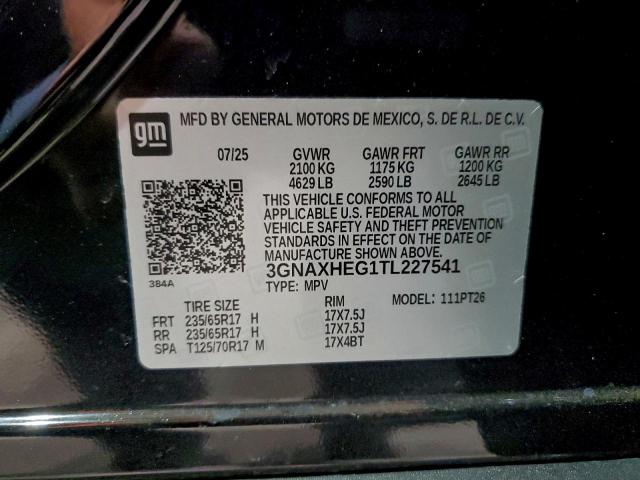 gm
MFD BY GENERAL MOTORS DE MEXICO, S. DE R.L. DE C.V.
07/25 GVWR GAWR FRT GAWR RR
2100 KG 1175 KG 1200 KG
4629 LB 2590 LB 2645 LB
THIS VEHICLE CONFORMS TO ALL
APPLICABLE U.S. FEDERAL MOTOR
VEHICLE SAFETY AND THEFT PREVENTION
STANDARDS IN EFFECT ON THE DATE OF
MANUFACTURE SHOWN ABOVE.
384A 3GNAXHEG1TL227541
TYPE: MPV
TIRE SIZE RIM MODEL: 111PT26
FRT 235/65R17 H 17X7.5J
RR 235/65R17 H 17X7.5J
SPA T125/70R17 M 17X4BT